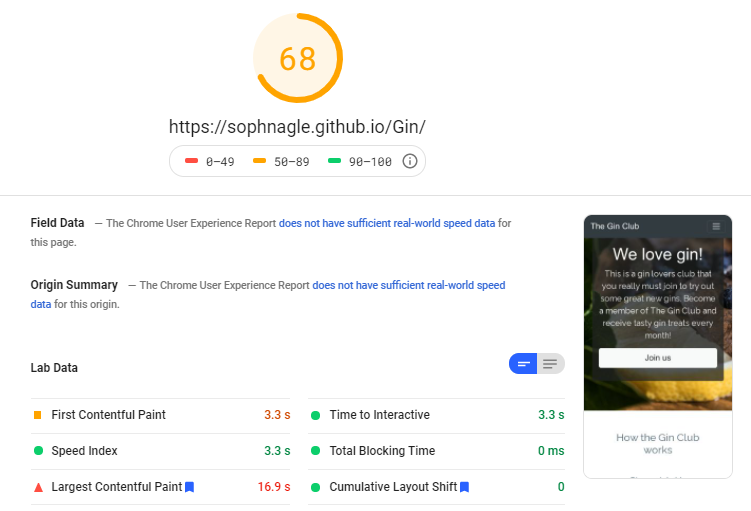 68
https://sophnagle.github.io/Gin/
0–49 50–89 90–100
Field Data — The Chrome User Experience Report does not have sufficient real-world speed data for
this page.
Origin Summary — The Chrome User Experience Report does not have sufficient real-world speed
data for this origin.
Lab Data
First Contentful Paint 3.3 s
Time to Interactive 3.3 s
Speed Index 3.3 s
Total Blocking Time 0 ms
Largest Contentful Paint 16.9 s
Cumulative Layout Shift 0
The Gin Club
We love gin!
This is a gin lovers club that
you really must join to try out
some great new gins. Become
a member of The Gin Club and
receive tasty gin treats every
month!
Join us
How the Gin Club
works